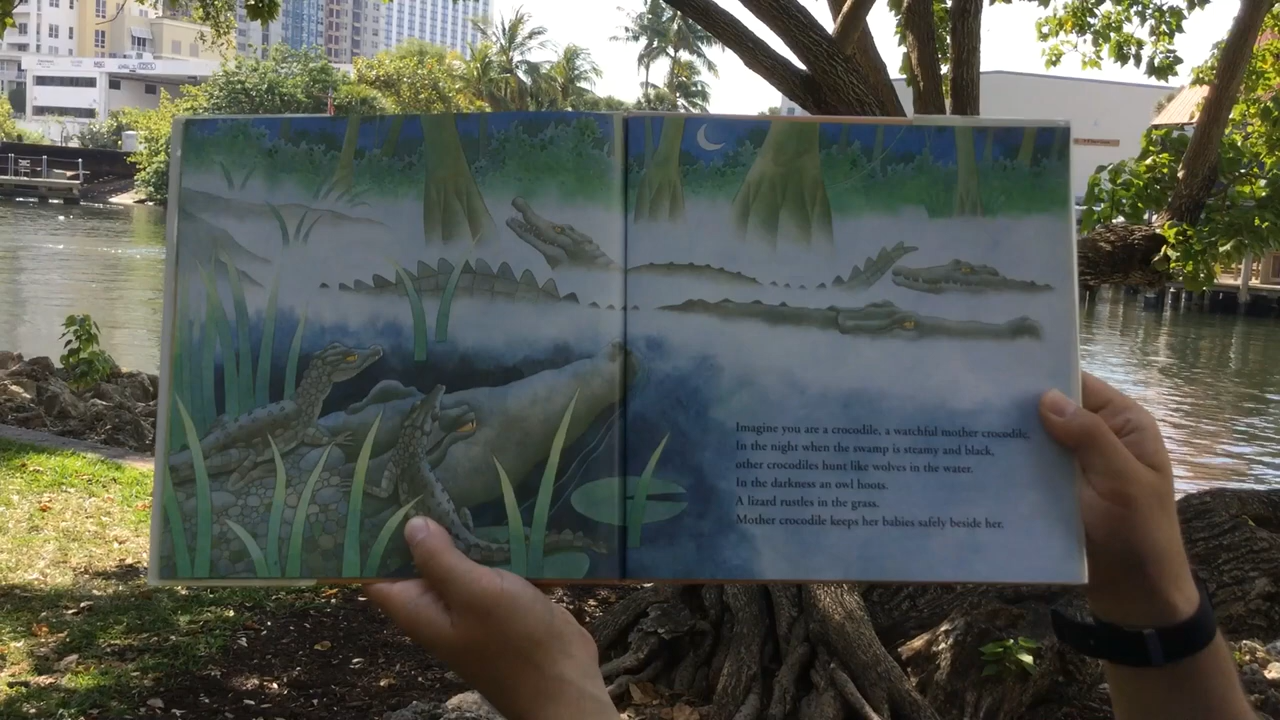 Imagine you are a crocodile, a watchful mother crocodile.
In the night when the swamp is steamy and black,
other crocodiles hunt like wolves in the water.
In the darkness an owl hoots.
A lizard rustles in the grass.
Mother crocodile keeps her babies safely beside her.